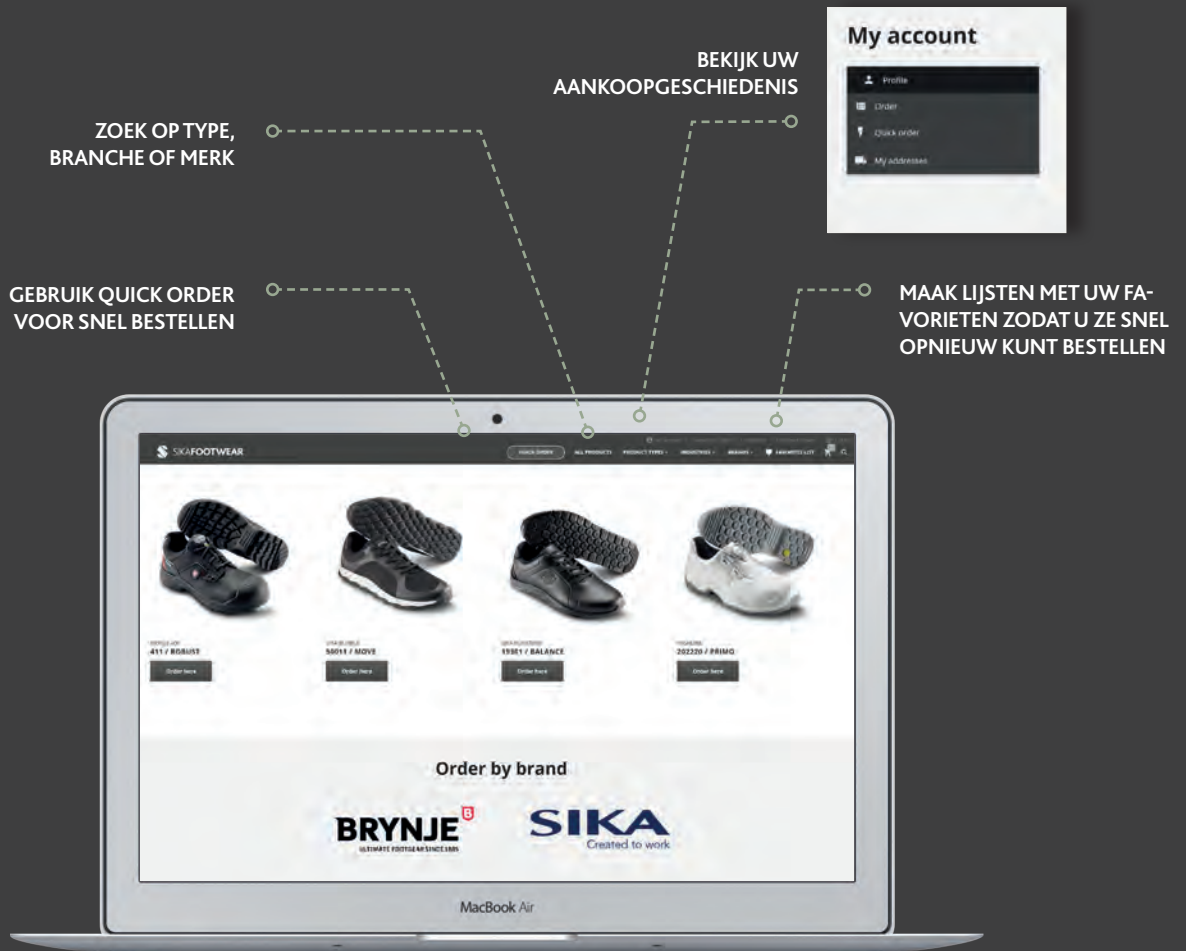 My account
Profile
Order
Quick order
My addresses
BEKIJK UW
AANKOOPGESCHIEDENIS
ZOEK OP TYPE,
BRANCHE OF MERK
GEBRUIK QUICK ORDER
VOOR SNEL BESTELLEN
MAAK LIJSTEN MET UW FA-
VORIETEN ZODAT U ZE SNEL
OPNIEUW KUNT BESTELLEN
SIKAFOOTWEAR
QUICK ORDER
ALL PRODUCTS
PRODUCT TYPES
INDUSTRIES
BRANDS
FAVORITES LIST
411 / ROBUST
50011 / MOVE
/ BALANCE
202220 / PRIMO
Order here
Order here
Order here
Order here
Order by brand
BRYNJE B
ULTIMATE FOOTGEAR SINCE
SIKA
Created to work
MacBook Air